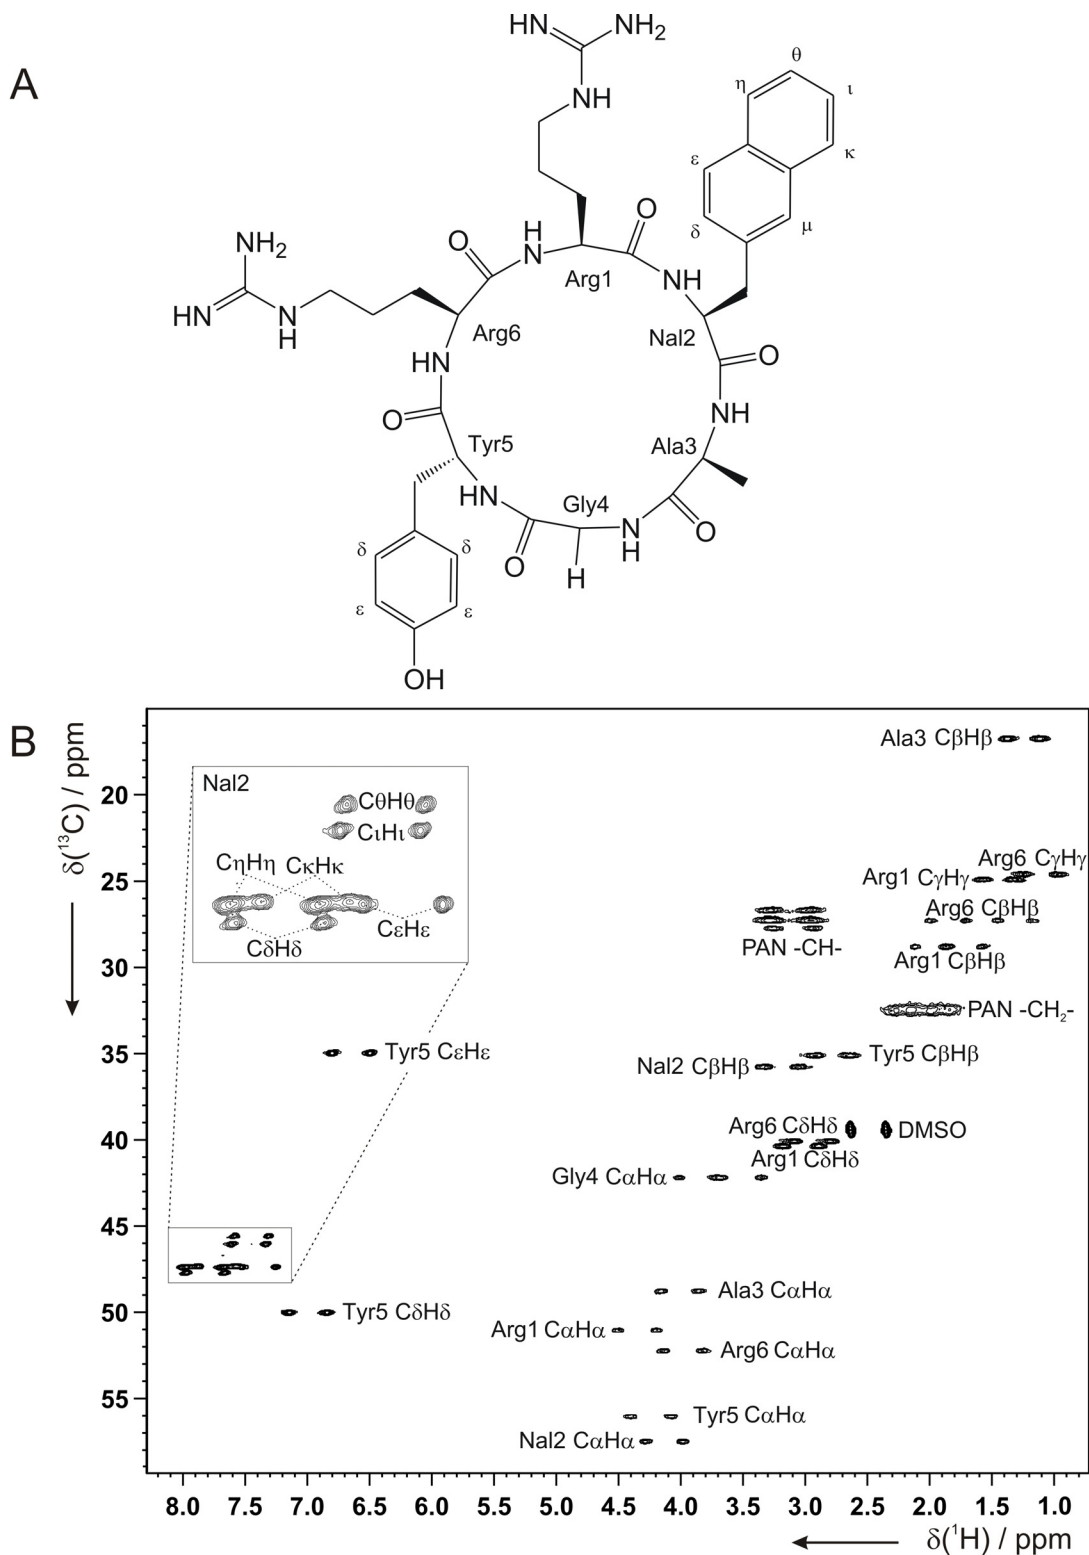 A
HN NH₂
NH
θ
η ι
ε κ
δ μ
NH₂
HN N
H
O H
N
O
Arg1
NH
Arg6
Nal2
HN
O
O
NH
Tyr5
Ala3
HN
Gly4
N
H
O
O
H
δ δ
ε ε
OH
B
δ(¹³C) / ppm
Nal2
CθHθ
CιHι
CηHη CκHκ
CεHε
CδHδ
Ala3 CβHβ
Arg6 CγHγ
Arg1 CγHγ
Arg6 CβHβ
PAN -CH-
Arg1 CβHβ
PAN -CH₂-
Tyr5 CεHε
Tyr5 CβHβ
Nal2 CβHβ
Arg6 CδHδ
DMSO
Arg1 CδHδ
Gly4 CαHα
Ala3 CαHα
Tyr5 CδHδ
Arg1 CαHα
Arg6 CαHα
Tyr5 CαHα
Nal2 CαHα
20
25
30
35
40
45
50
55
8.0 7.5 7.0 6.5 6.0 5.5 5.0 4.5 4.0 3.5 3.0 2.5 2.0 1.5 1.0
δ(¹H) / ppm